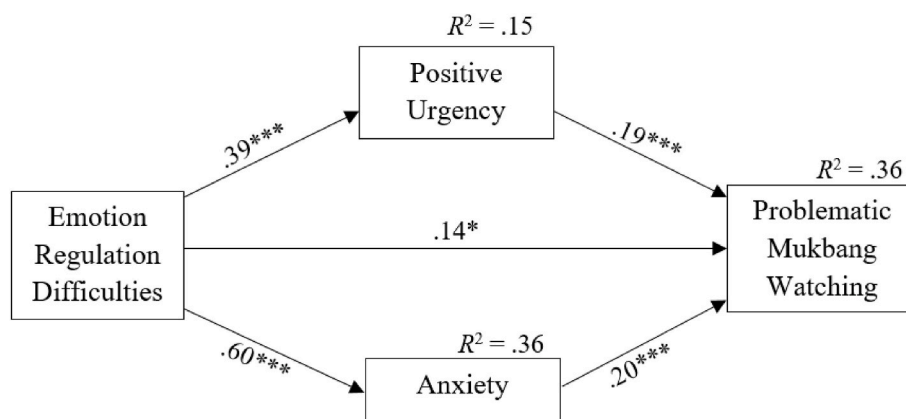 R² = .15
Positive
Urgency
.39***
.19***
R² = .36
Emotion
Regulation
Difficulties
.14*
Problematic
Mukbang
Watching
.60***
R² = .36
Anxiety
.20***